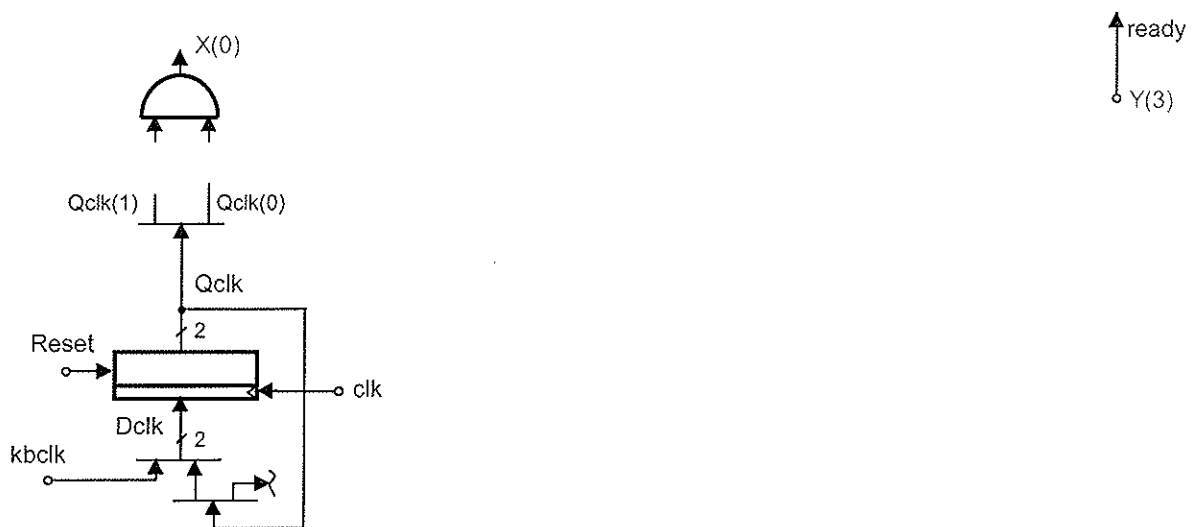 X(0)
ready
Y(3)
Qclk(1)
Qclk(0)
Qclk
2
Reset
clk
Dclk
2
kbclk